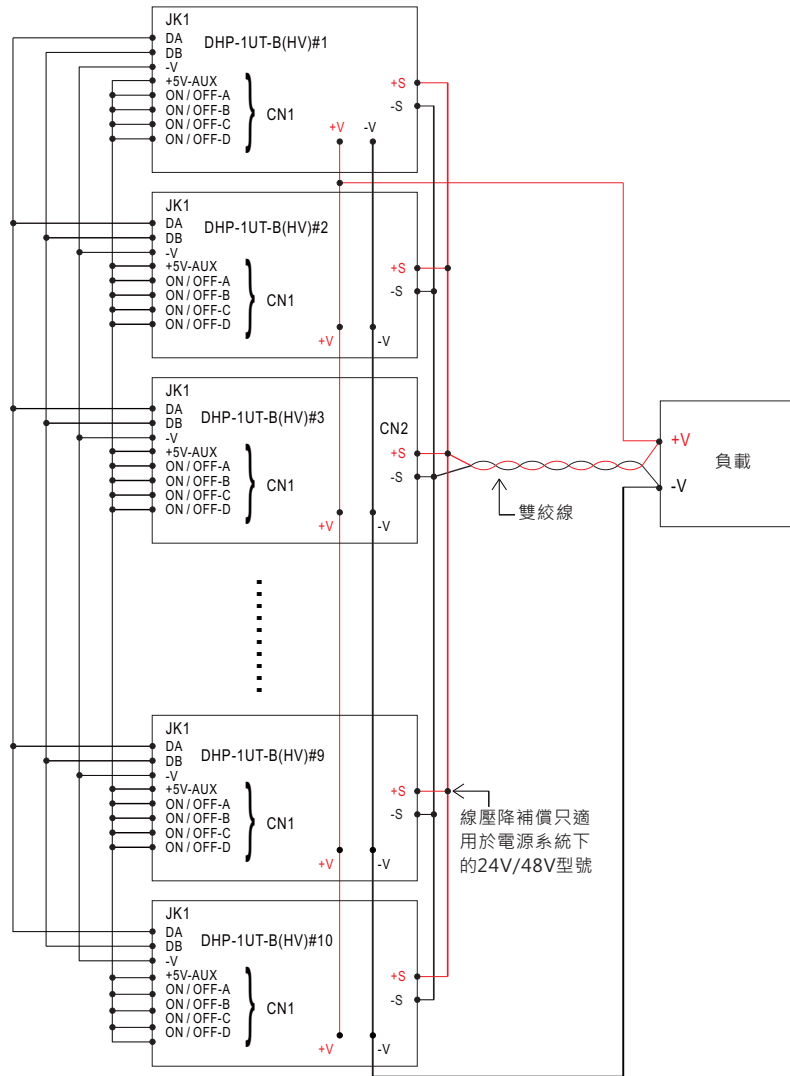 JK1
DA
DB
-V
+5V-AUX
ON/OFF-A
ON/OFF-B
ON/OFF-C
ON/OFF-D
DHP-1UT-B(HV)#1
CN1
+S
-S
+V
-V
JK1
DA
DB
-V
+5V-AUX
ON/OFF-A
ON/OFF-B
ON/OFF-C
ON/OFF-D
DHP-1UT-B(HV)#2
CN1
+S
-S
+V
-V
JK1
DA
DB
-V
+5V-AUX
ON/OFF-A
ON/OFF-B
ON/OFF-C
ON/OFF-D
DHP-1UT-B(HV)#3
CN1
CN2
+S
-S
+V
-V
雙絞線
+V
-V
負載
JK1
DA
DB
-V
+5V-AUX
ON/OFF-A
ON/OFF-B
ON/OFF-C
ON/OFF-D
DHP-1UT-B(HV)#9
CN1
+S
-S
+V
-V
線壓降補償只適
用於電源系統下
的24V/48V型號
JK1
DA
DB
-V
+5V-AUX
ON/OFF-A
ON/OFF-B
ON/OFF-C
ON/OFF-D
DHP-1UT-B(HV)#10
CN1
+S
-S
+V
-V